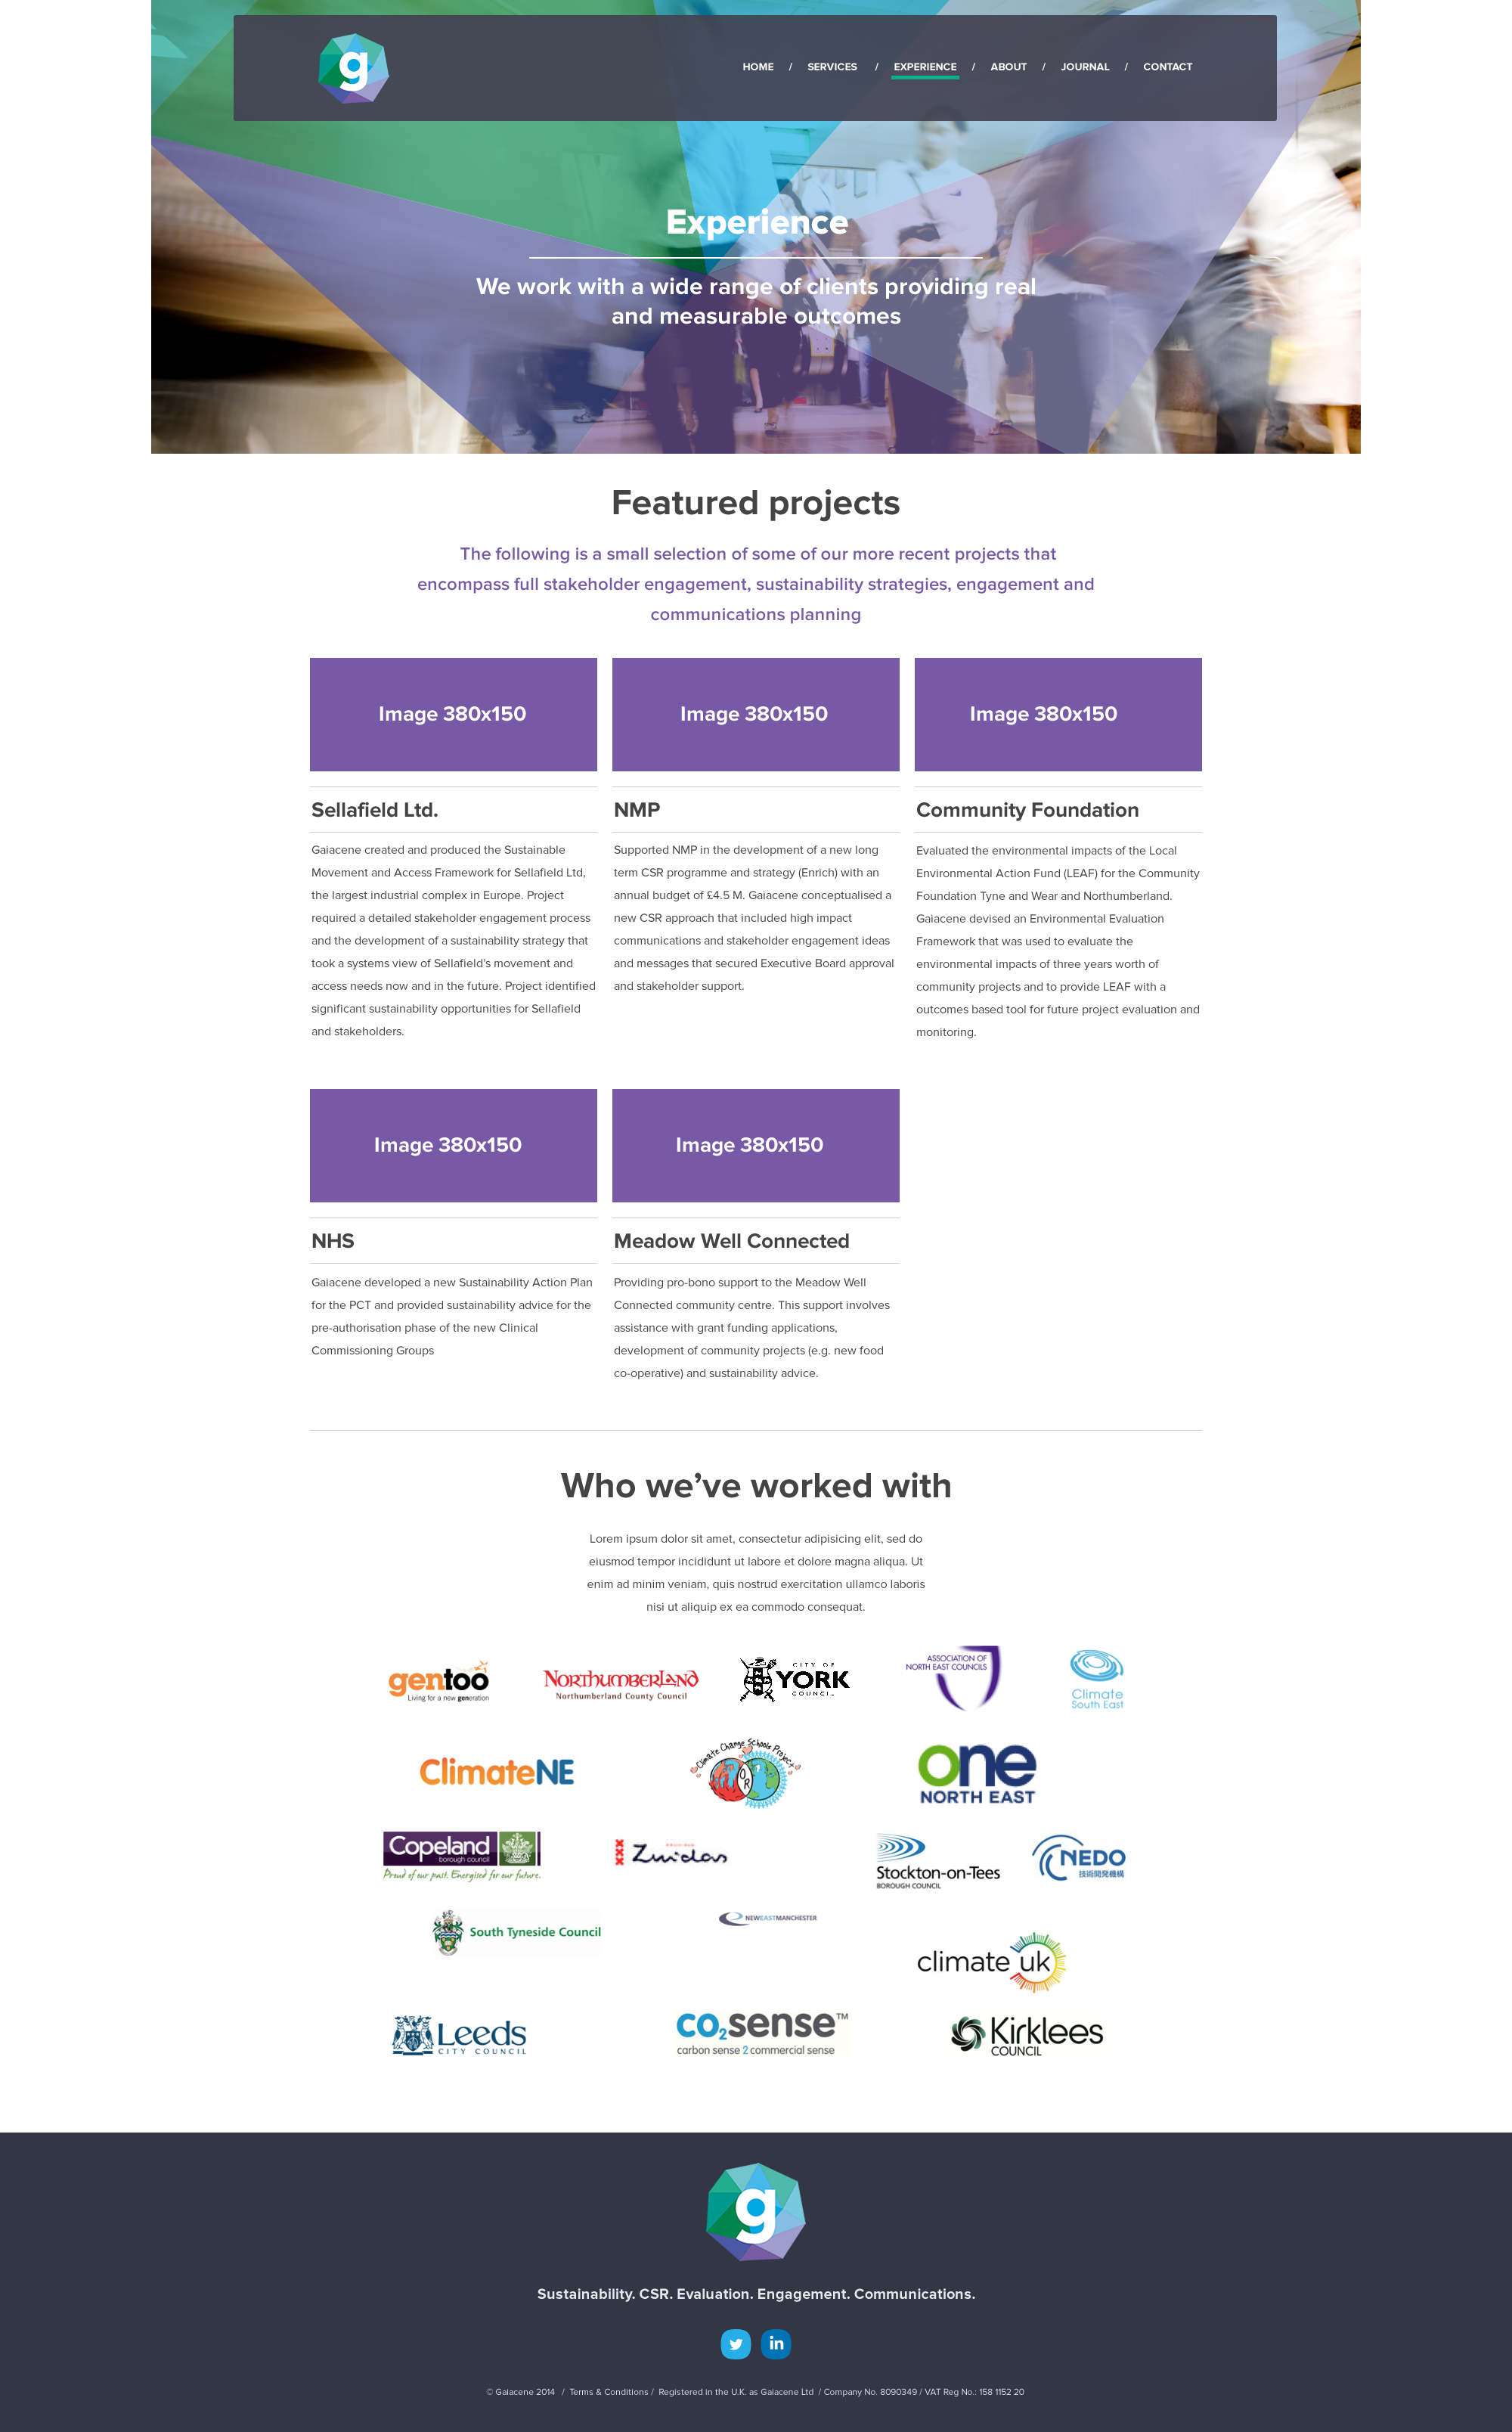 g
HOME / SERVICES / EXPERIENCE / ABOUT / JOURNAL / CONTACT
Experience
We work with a wide range of clients providing real
and measurable outcomes
Featured projects
The following is a small selection of some of our more recent projects that
encompass full stakeholder engagement, sustainability strategies, engagement and
communications planning
Image 380x150
Sellafield Ltd.
Gaiacene created and produced the Sustainable
Movement and Access Framework for Sellafield Ltd,
the largest industrial complex in Europe. Project
required a detailed stakeholder engagement process
and the development of a sustainability strategy that
took a systems view of Sellafield’s movement and
access needs now and in the future. Project identified
significant sustainability opportunities for Sellafield
and stakeholders.
Image 380x150
NMP
Supported NMP in the development of a new long
term CSR programme and strategy (Enrich) with an
annual budget of £4.5 M. Gaiacene conceptualised a
new CSR approach that included high impact
communications and stakeholder engagement ideas
and messages that secured Executive Board approval
and stakeholder support.
Image 380x150
Community Foundation
Evaluated the environmental impacts of the Local
Environmental Action Fund (LEAF) for the Community
Foundation Tyne and Wear and Northumberland.
Gaiacene devised an Environmental Evaluation
Framework that was used to evaluate the
environmental impacts of three years worth of
community projects and to provide LEAF with a
outcomes based tool for future project evaluation and
monitoring.
Image 380x150
NHS
Gaiacene developed a new Sustainability Action Plan
for the PCT and provided sustainability advice for the
pre-authorisation phase of the new Clinical
Commissioning Groups
Image 380x150
Meadow Well Connected
Providing pro-bono support to the Meadow Well
Connected community centre. This support involves
assistance with grant funding applications,
development of community projects (e.g. new food
co-operative) and sustainability advice.
Who we’ve worked with
Lorem ipsum dolor sit amet, consectetur adipisicing elit, sed do
eiusmod tempor incididunt ut labore et dolore magna aliqua. Ut
enim ad minim veniam, quis nostrud exercitation ullamco laboris
nisi ut aliquip ex ea commodo consequat.
gentoo
Living for a new generation
NORTHUMBERLAND
Northumberland County Council
CITY OF
YORK
COUNCIL
ASSOCIATION OF
NORTH EAST COUNCILS
Climate
South East
ClimateNE
Climate Change Schools Project
OR
one
NORTH EAST
Copeland
borough council
Proud of our past. Energised for our future.
Zuidas
Stockton-on-Tees
BOROUGH COUNCIL
NEDO
技術開発機構
South Tyneside Council
NEWEASTMANCHESTER
climate uk
Leeds
CITY COUNCIL
co2sense™
carbon sense 2 commercial sense
Kirklees
COUNCIL
g
Sustainability. CSR. Evaluation. Engagement. Communications.
in
© Gaiacene 2014 / Terms & Conditions / Registered in the U.K. as Gaiacene Ltd / Company No. 8090349 / VAT Reg No.: 158 1152 20